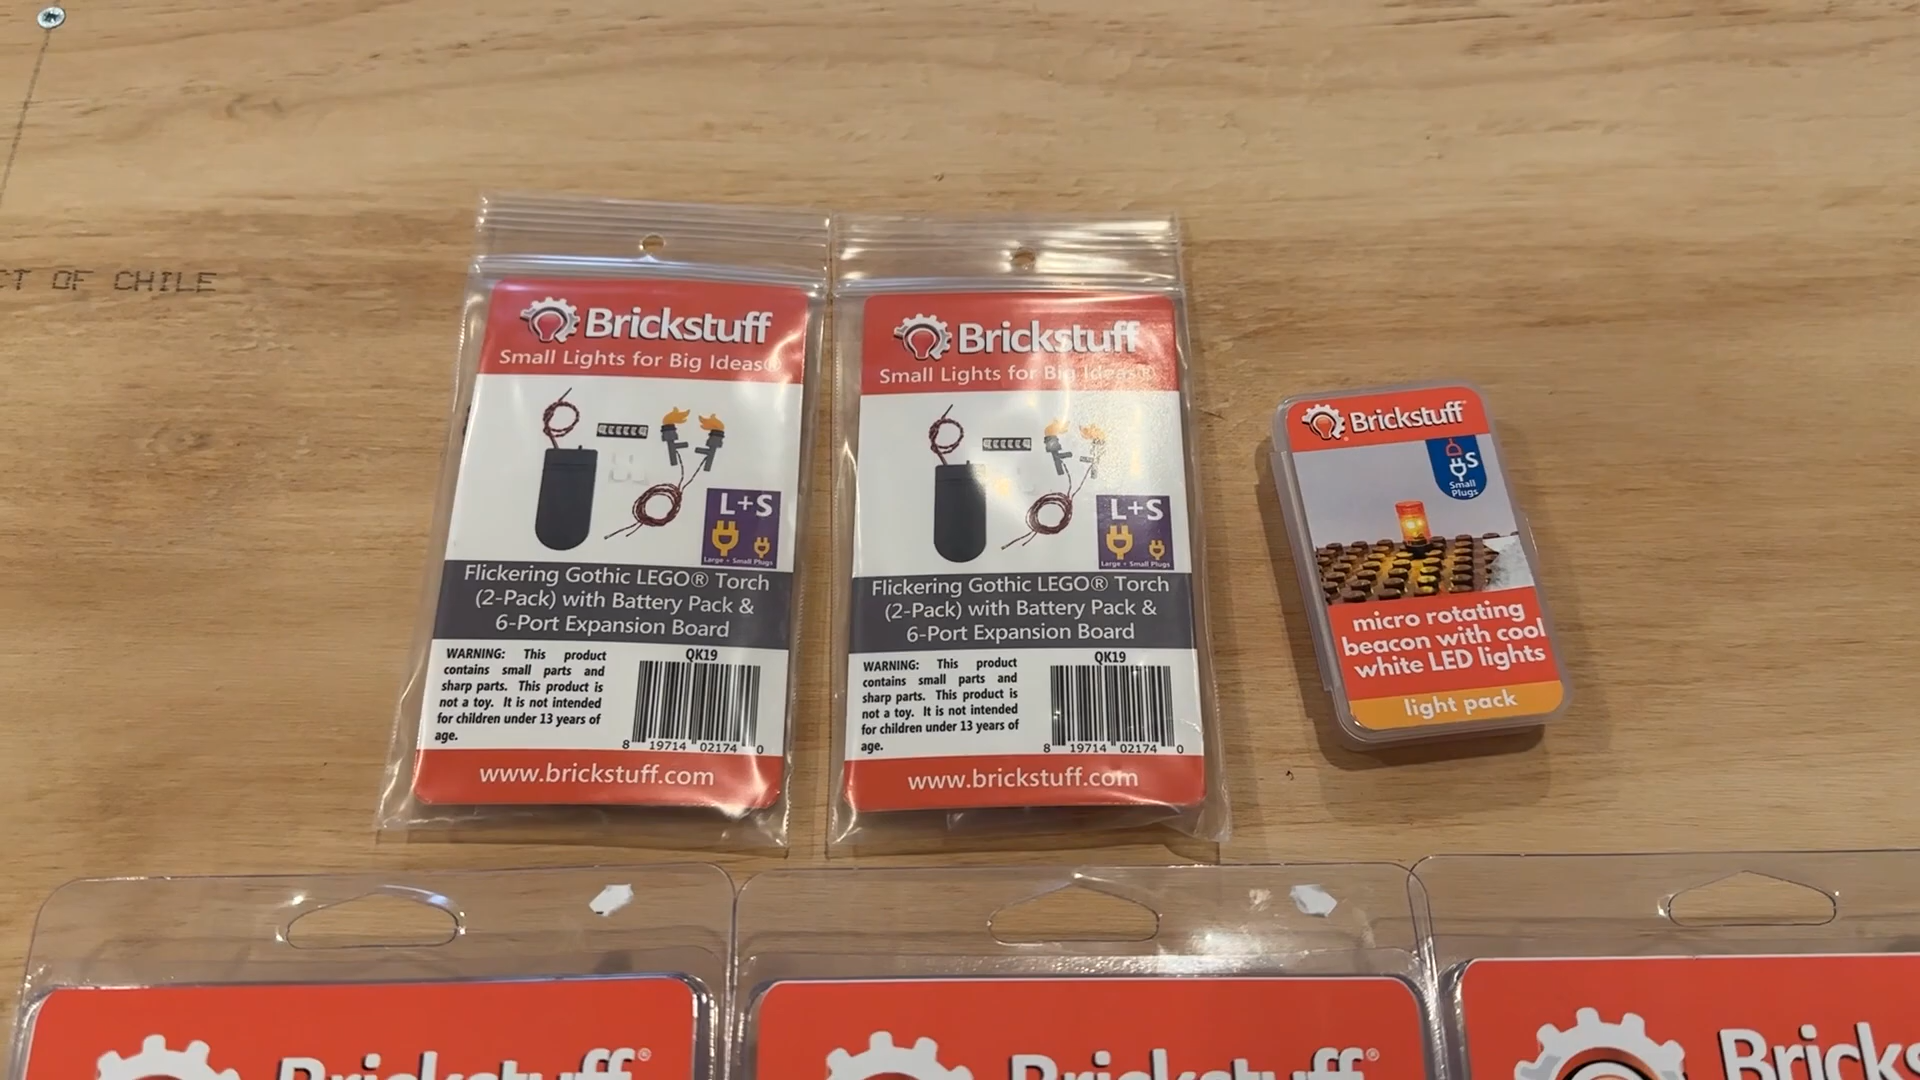 CT OF CHILE
Brickstuff
Small Lights for Big Ideas®
L+S
Large + Small Plugs
Flickering Gothic LEGO® Torch
(2-Pack) with Battery Pack &
6-Port Expansion Board
WARNING: This product
contains small parts and
sharp parts. This product is
not a toy. It is not intended
for children under 13 years of
age.
QK19
8 19714 02174 0
www.brickstuff.com
Brickstuff
Small Lights for Big Ideas®
L+S
Large + Small Plugs
Flickering Gothic LEGO® Torch
(2-Pack) with Battery Pack &
6-Port Expansion Board
WARNING: This product
contains small parts and
sharp parts. This product is
not a toy. It is not intended
for children under 13 years of
age.
QK19
8 19714 02174 0
www.brickstuff.com
Brickstuff®
S
Small
Plugs
micro rotating
beacon with cool
white LED lights
light pack
Brickstuff®
Brickstuff®
Bricks